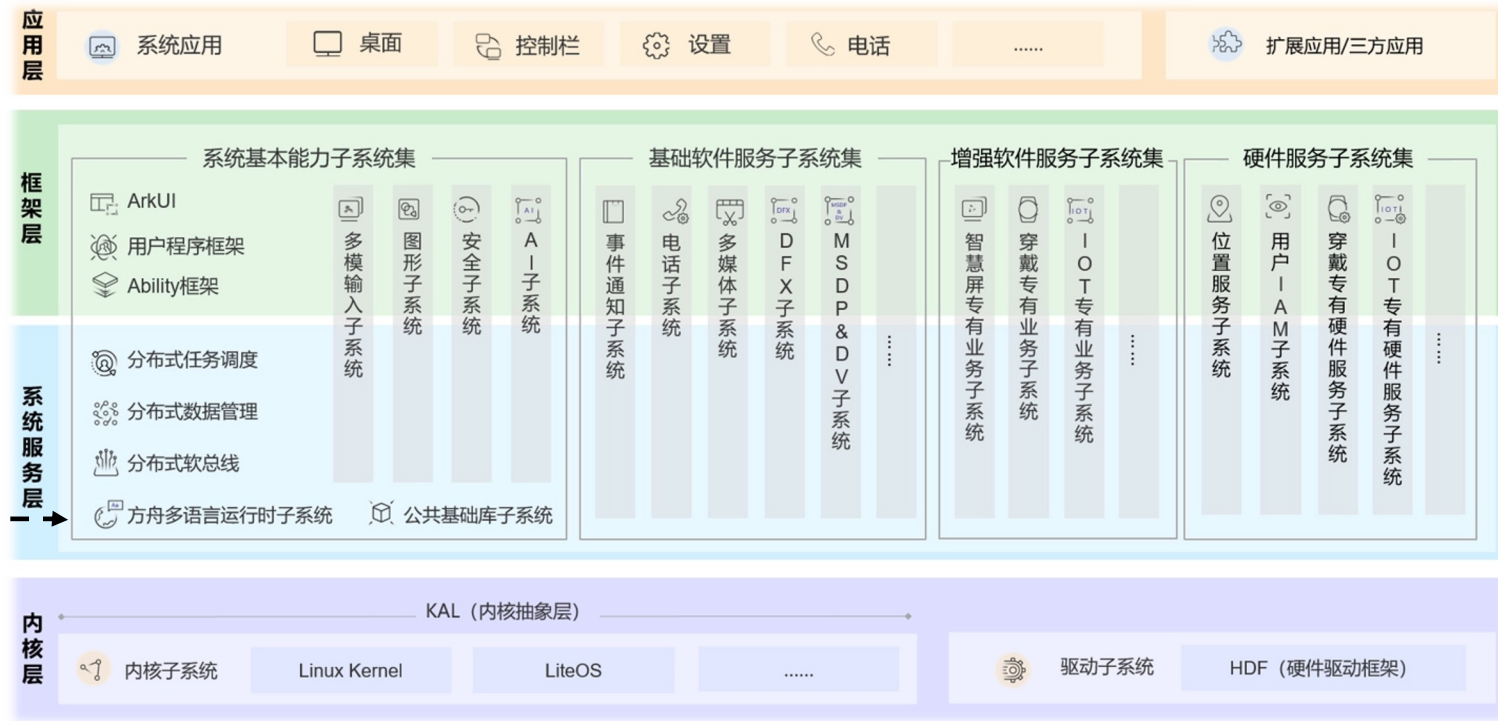 应用层
系统应用
桌面
控制栏
设置
电话
......
扩展应用/三方应用
框架层
系统服务层
系统基本能力子系统集
ArkUI
用户程序框架
Ability框架
分布式任务调度
分布式数据管理
分布式软总线
方舟多语言运行时子系统
公共基础库子系统
多模输入子系统
图形子系统
安全子系统
AI
AI子系统
基础软件服务子系统集
事件通知子系统
电话子系统
多媒体子系统
DFX
DFX子系统
MSDP
&
DV
MSDP&DV子系统
......
增强软件服务子系统集
智慧屏专有业务子系统
穿戴专有业务子系统
IOT
IOT专有业务子系统
......
硬件服务子系统集
位置服务子系统
用户IAM子系统
穿戴专有硬件服务子系统
IOT
IOT专有硬件服务子系统
......
内核层
KAL（内核抽象层）
内核子系统
Linux Kernel
LiteOS
......
驱动子系统
HDF（硬件驱动框架）